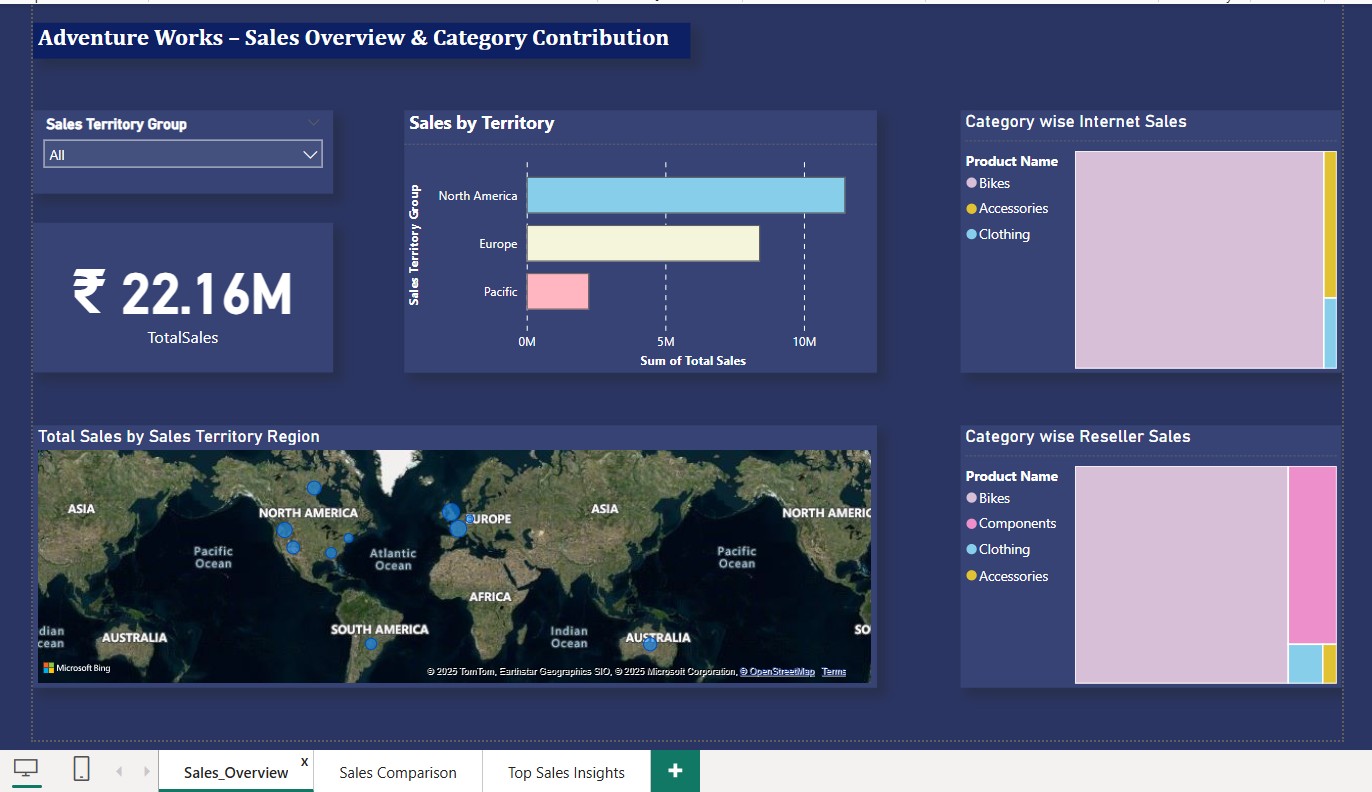 Adventure Works – Sales Overview & Category Contribution
Sales Territory Group
All
₹ 22.16M
TotalSales
Sales by Territory
Sales Territory Group
North America
Europe
Pacific
0M 5M 10M
Sum of Total Sales
Category wise Internet Sales
Product Name
Bikes
Accessories
Clothing
Total Sales by Sales Territory Region
ASIA
NORTH AMERICA
Pacific
Ocean
Atlantic
Ocean
UROPE
AFRICA
ASIA
Pacific
Ocean
NORTH AMERIC
dian
cean
AUSTRALIA
SOUTH AMERICA
Indian
Ocean
AUSTRALIA
SO
Microsoft Bing
© 2025 TomTom, Earthstar Geographics SIO, © 2025 Microsoft Corporation, © OpenStreetMap Terms
Category wise Reseller Sales
Product Name
Bikes
Components
Clothing
Accessories
Sales_Overview x
Sales Comparison
Top Sales Insights
+